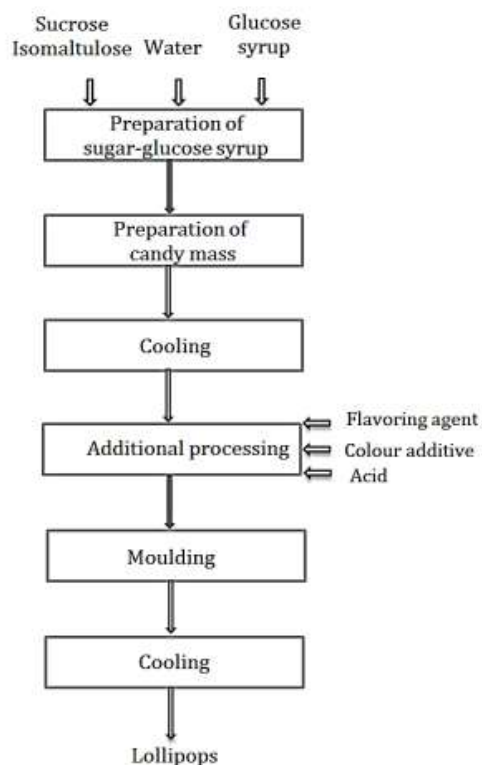 Sucrose
Isomaltulose
Water
Glucose
syrup
Preparation of
sugar-glucose syrup
Preparation of
candy mass
Cooling
Additional processing
Flavoring agent
Colour additive
Acid
Moulding
Cooling
Lollipops